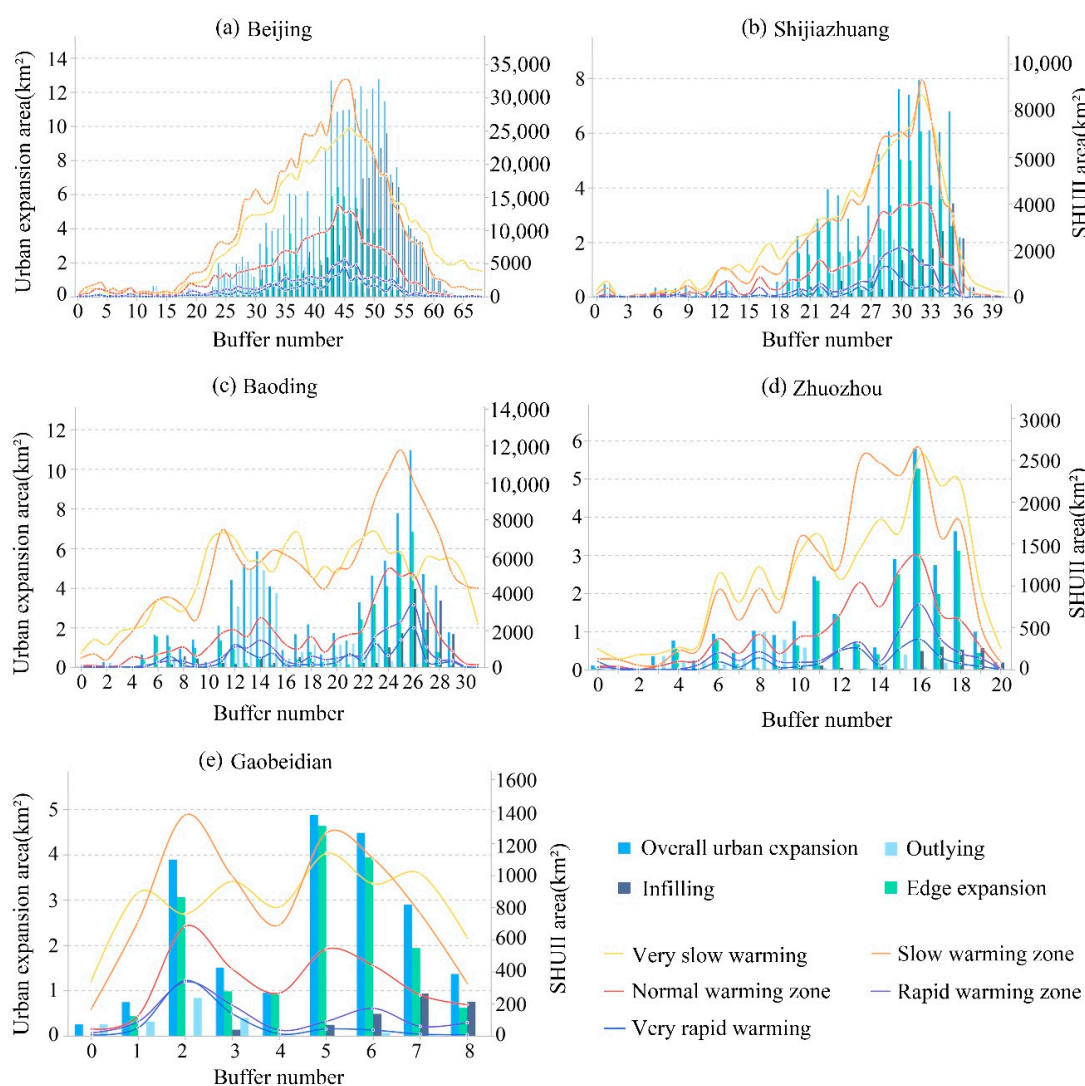 (a) Beijing
Urban expansion area(km²)
14
12
10
8
6
4
2
0
35,000
30,000
25,000
20,000
15,000
10,000
5000
0
0 5 10 15 20 25 30 35 40 45 50 55 60 65
Buffer number
(b) Shijiazhuang
8
6
4
2
0
10,000
8000
6000
4000
2000
0
SHUII area(km²)
0 3 6 9 12 15 18 21 24 27 30 33 36 39
Buffer number
(c) Baoding
Urban expansion area(km²)
12
10
8
6
4
2
0
14,000
12,000
10,000
8000
6000
4000
2000
0
0 2 4 6 8 10 12 14 16 18 20 22 24 26 28 30
Buffer number
(d) Zhuozhou
6
5
4
3
2
1
0
3000
2500
2000
1500
1000
500
0
SHUII area(km²)
0 2 4 6 8 10 12 14 16 18 20
Buffer number
(e) Gaobeidian
Urban expansion area(km²)
5
4
3
2
1
0
1600
1400
1200
1000
800
600
400
200
0
SHUII area(km²)
0 1 2 3 4 5 6 7 8
Buffer number
Overall urban expansion
Outlying
Infilling
Edge expansion
Very slow warming
Slow warming zone
Normal warming zone
Rapid warming zone
Very rapid warming